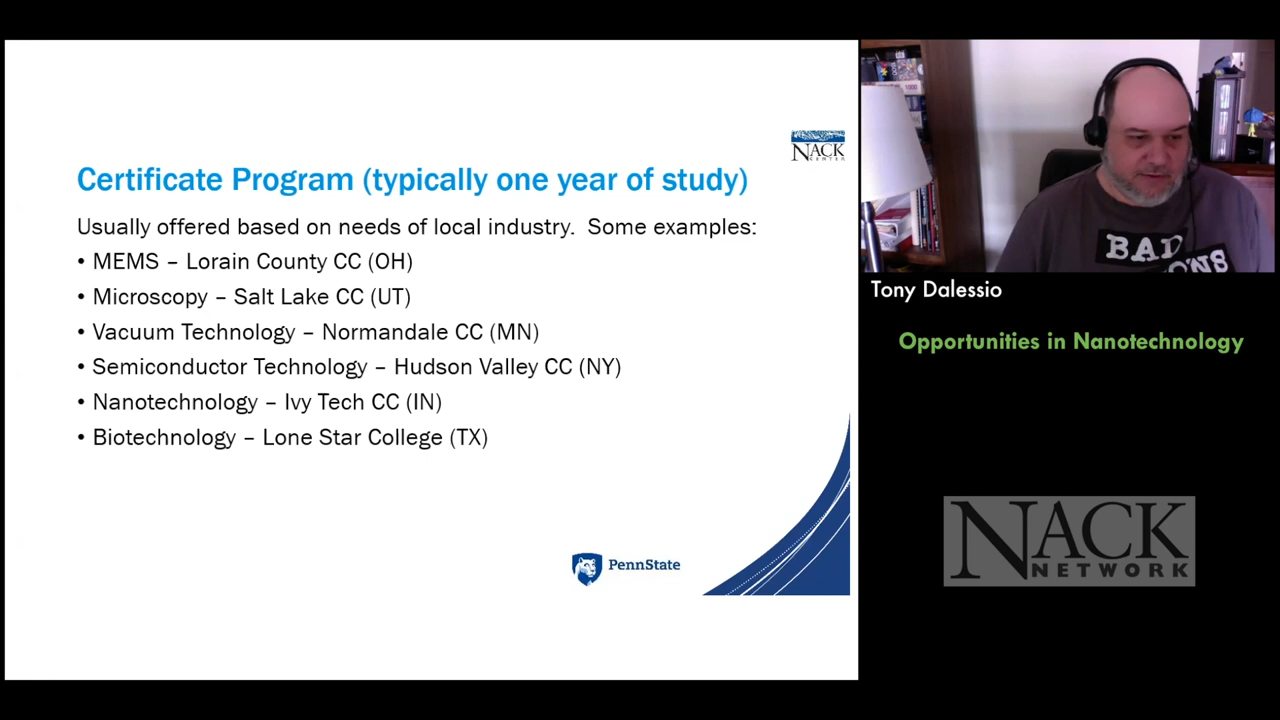 NACK
CENTER
Certificate Program (typically one year of study)
Usually offered based on needs of local industry. Some examples:
• MEMS – Lorain County CC (OH)
• Microscopy – Salt Lake CC (UT)
• Vacuum Technology – Normandale CC (MN)
• Semiconductor Technology – Hudson Valley CC (NY)
• Nanotechnology – Ivy Tech CC (IN)
• Biotechnology – Lone Star College (TX)
PennState
BAD
Tony Dalessio
Opportunities in Nanotechnology
NACK
NETWORK